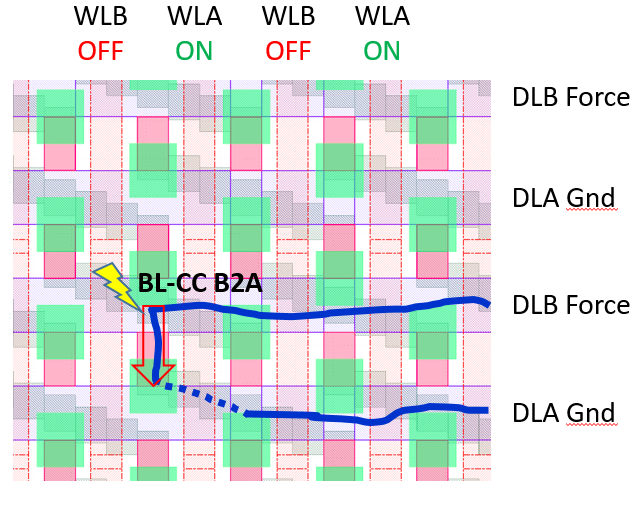 WLB WLA WLB WLA
OFF ON OFF ON
DLB Force
DLA Gnd
BL-CC B2A
DLB Force
DLA Gnd